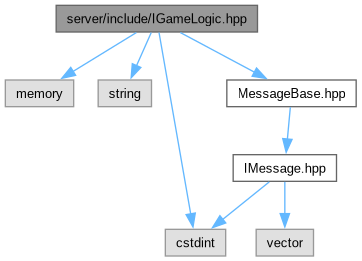 server/include/IGameLogic.hpp
memory
string
MessageBase.hpp
IMessage.hpp
cstdint
vector